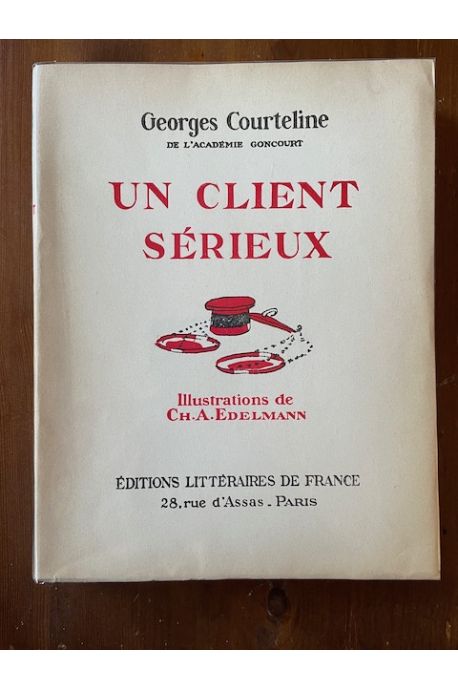 Georges Courteline
DE L'ACADÉMIE GONCOURT
UN CLIENT
SÉRIEUX
Illustrations de
CH.A.EDELMANN
ÉDITIONS LITTÉRAIRES DE FRANCE
28, rue d'Assas - PARIS